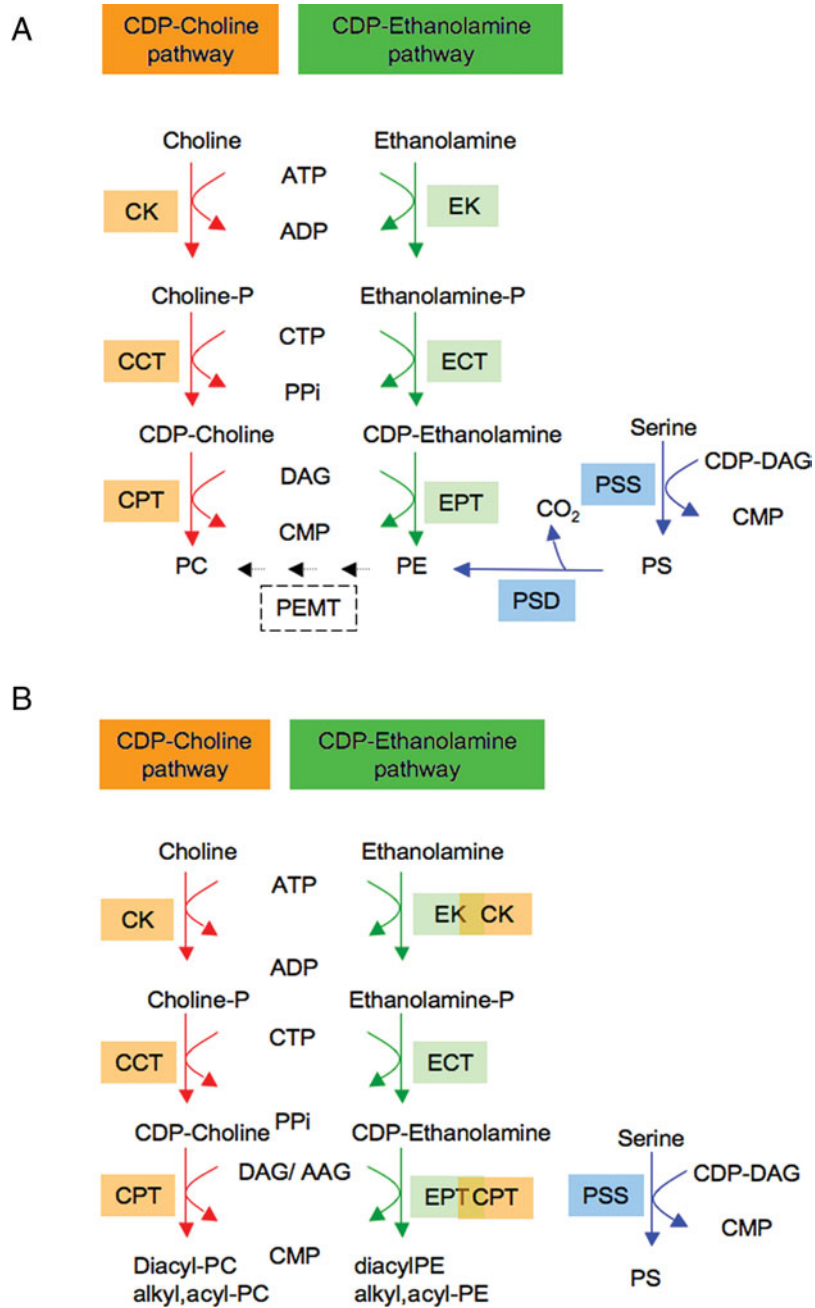 A
CDP-Choline
pathway
CDP-Ethanolamine
pathway
Choline
Ethanolamine
ATP
CK
EK
ADP
Choline-P
Ethanolamine-P
CTP
CCT
ECT
PPi
CDP-Choline
CDP-Ethanolamine
Serine
CDP-DAG
DAG
PSS
CPT
EPT
CO2
CMP
CMP
PC
PE
PS
PEMT
PSD
B
CDP-Choline
pathway
CDP-Ethanolamine
pathway
Choline
Ethanolamine
ATP
CK
EK CK
ADP
Choline-P
Ethanolamine-P
CTP
CCT
ECT
PPi
CDP-Choline
CDP-Ethanolamine
Serine
DAG/ AAG
CDP-DAG
CPT
EPT CPT
PSS
CMP
CMP
Diacyl-PC
alkyl,acyl-PC
diacylPE
alkyl,acyl-PE
PS